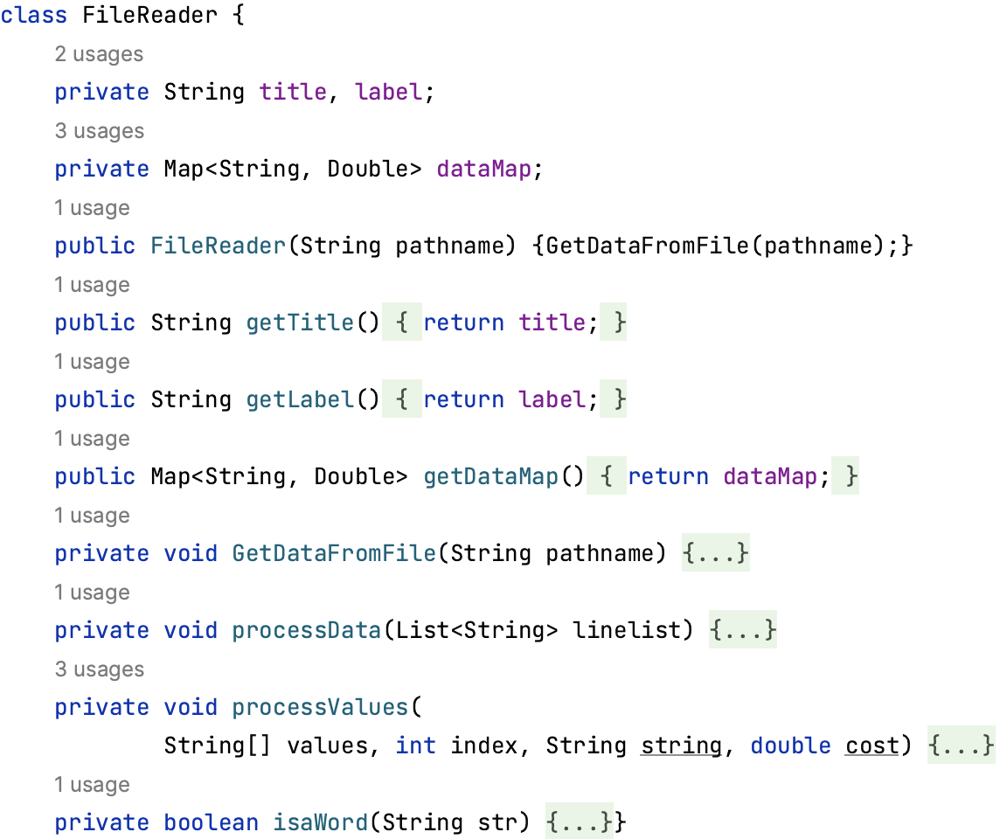 class FileReader {
2 usages
private String title, label;
3 usages
private Map<String, Double> dataMap;
1 usage
public FileReader(String pathname) {GetDataFromFile(pathname);}
1 usage
public String getTitle() { return title; }
1 usage
public String getLabel() { return label; }
1 usage
public Map<String, Double> getDataMap() { return dataMap; }
1 usage
private void GetDataFromFile(String pathname) {...}
1 usage
private void processData(List<String> linelist) {...}
3 usages
private void processValues(
String[] values, int index, String string, double cost) {...}
1 usage
private boolean isaWord(String str) {...}}